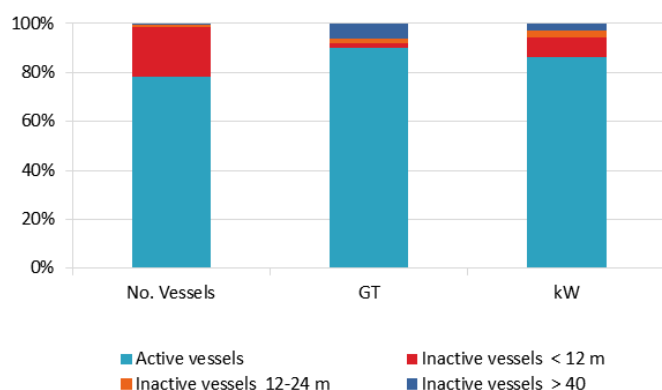 100%
80%
60%
40%
20%
0%
No. Vessels GT kW
Active vessels Inactive vessels < 12 m
Inactive vessels 12-24 m Inactive vessels > 40